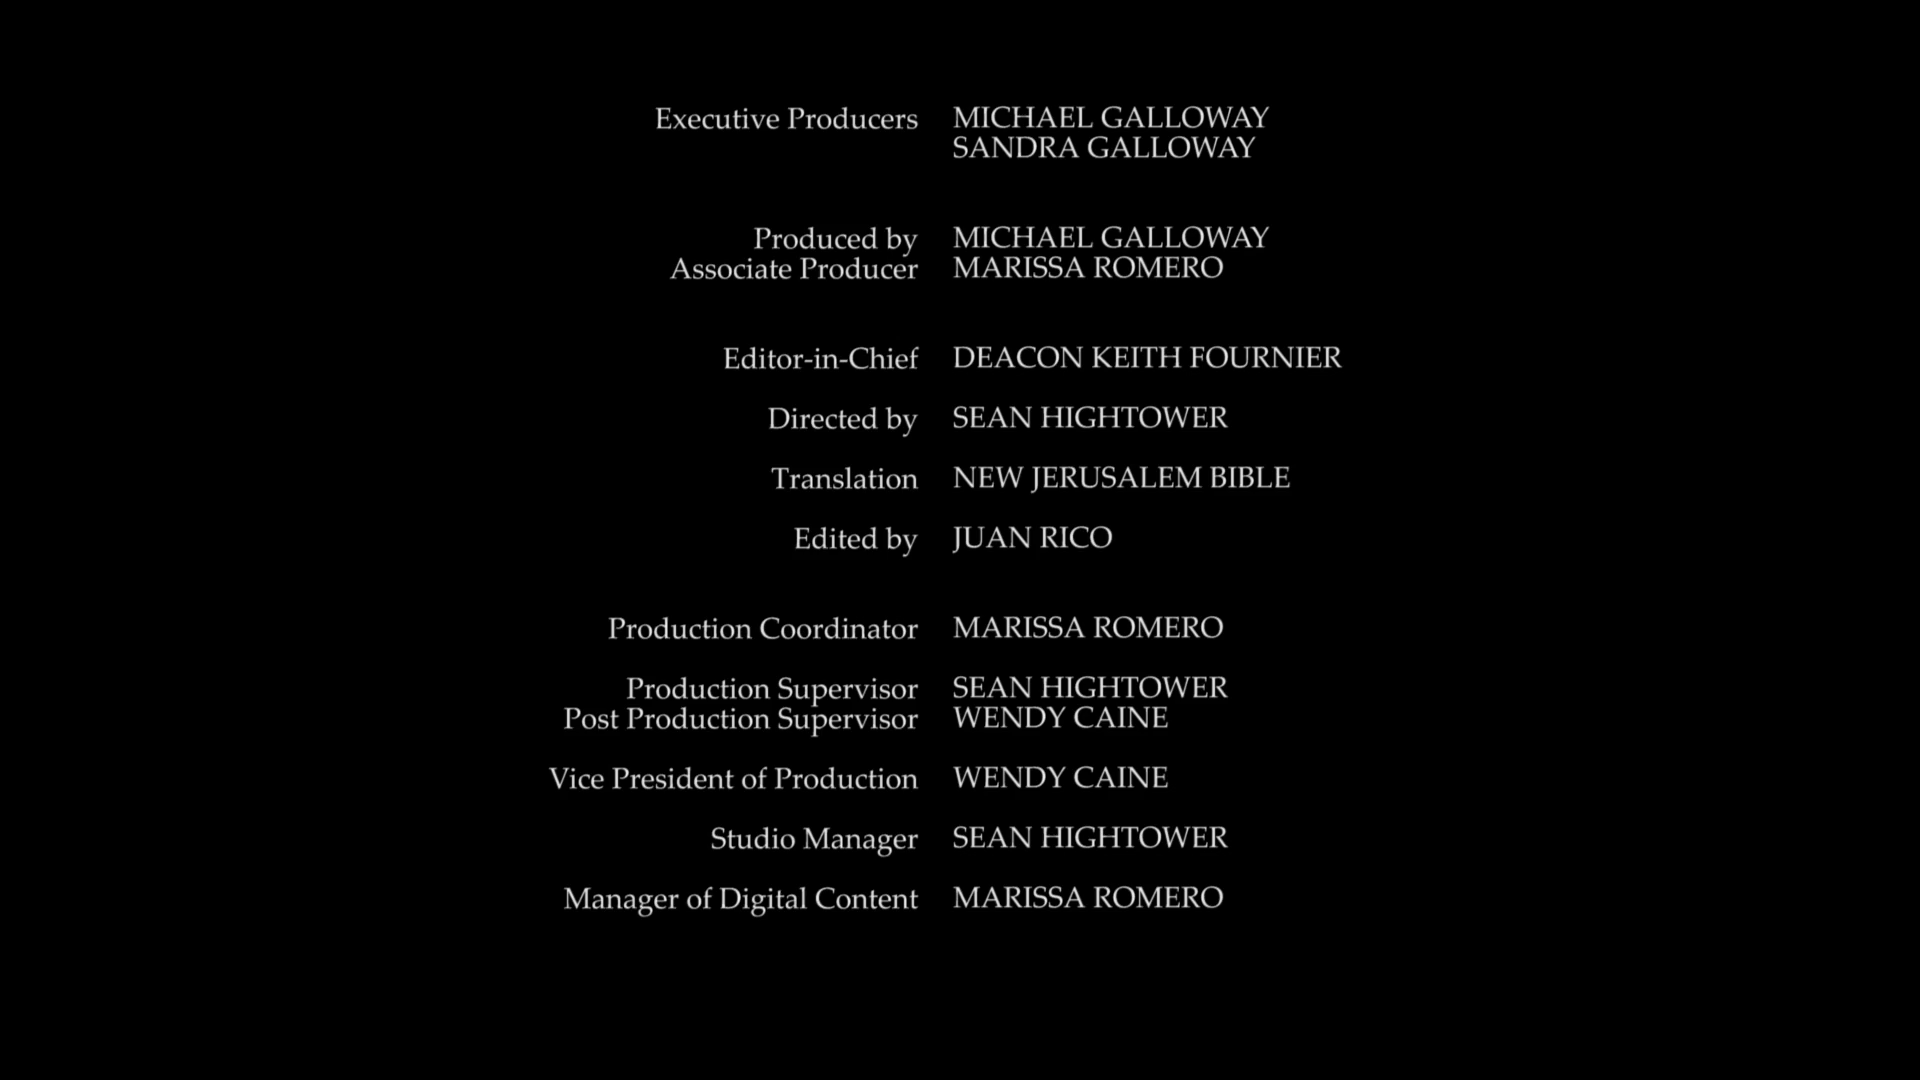 Executive Producers MICHAEL GALLOWAY
SANDRA GALLOWAY
Produced by MICHAEL GALLOWAY
Associate Producer MARISSA ROMERO
Editor-in-Chief DEACON KEITH FOURNIER
Directed by SEAN HIGHTOWER
Translation NEW JERUSALEM BIBLE
Edited by JUAN RICO
Production Coordinator MARISSA ROMERO
Production Supervisor SEAN HIGHTOWER
Post Production Supervisor WENDY CAINE
Vice President of Production WENDY CAINE
Studio Manager SEAN HIGHTOWER
Manager of Digital Content MARISSA ROMERO